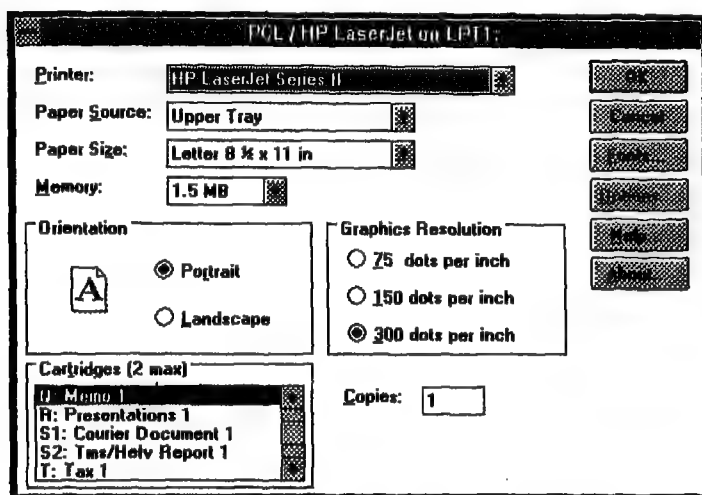 PCL / HP LaserJet on LPT1:
Printer: HP LaserJet Series II
OK
Paper Source: Upper Tray
Cancel
Paper Size: Letter 8 ½ x 11 in
Fonts...
Memory: 1.5 MB
Options...
Orientation
Graphics Resolution
Help...
A
Portrait
75 dots per inch
About...
Landscape
150 dots per inch
300 dots per inch
Cartridges (2 max)
Memo 1
Copies: 1
R: Presentations 1
S1: Courier Document 1
S2: Tms/Helv Report 1
T: Tax 1